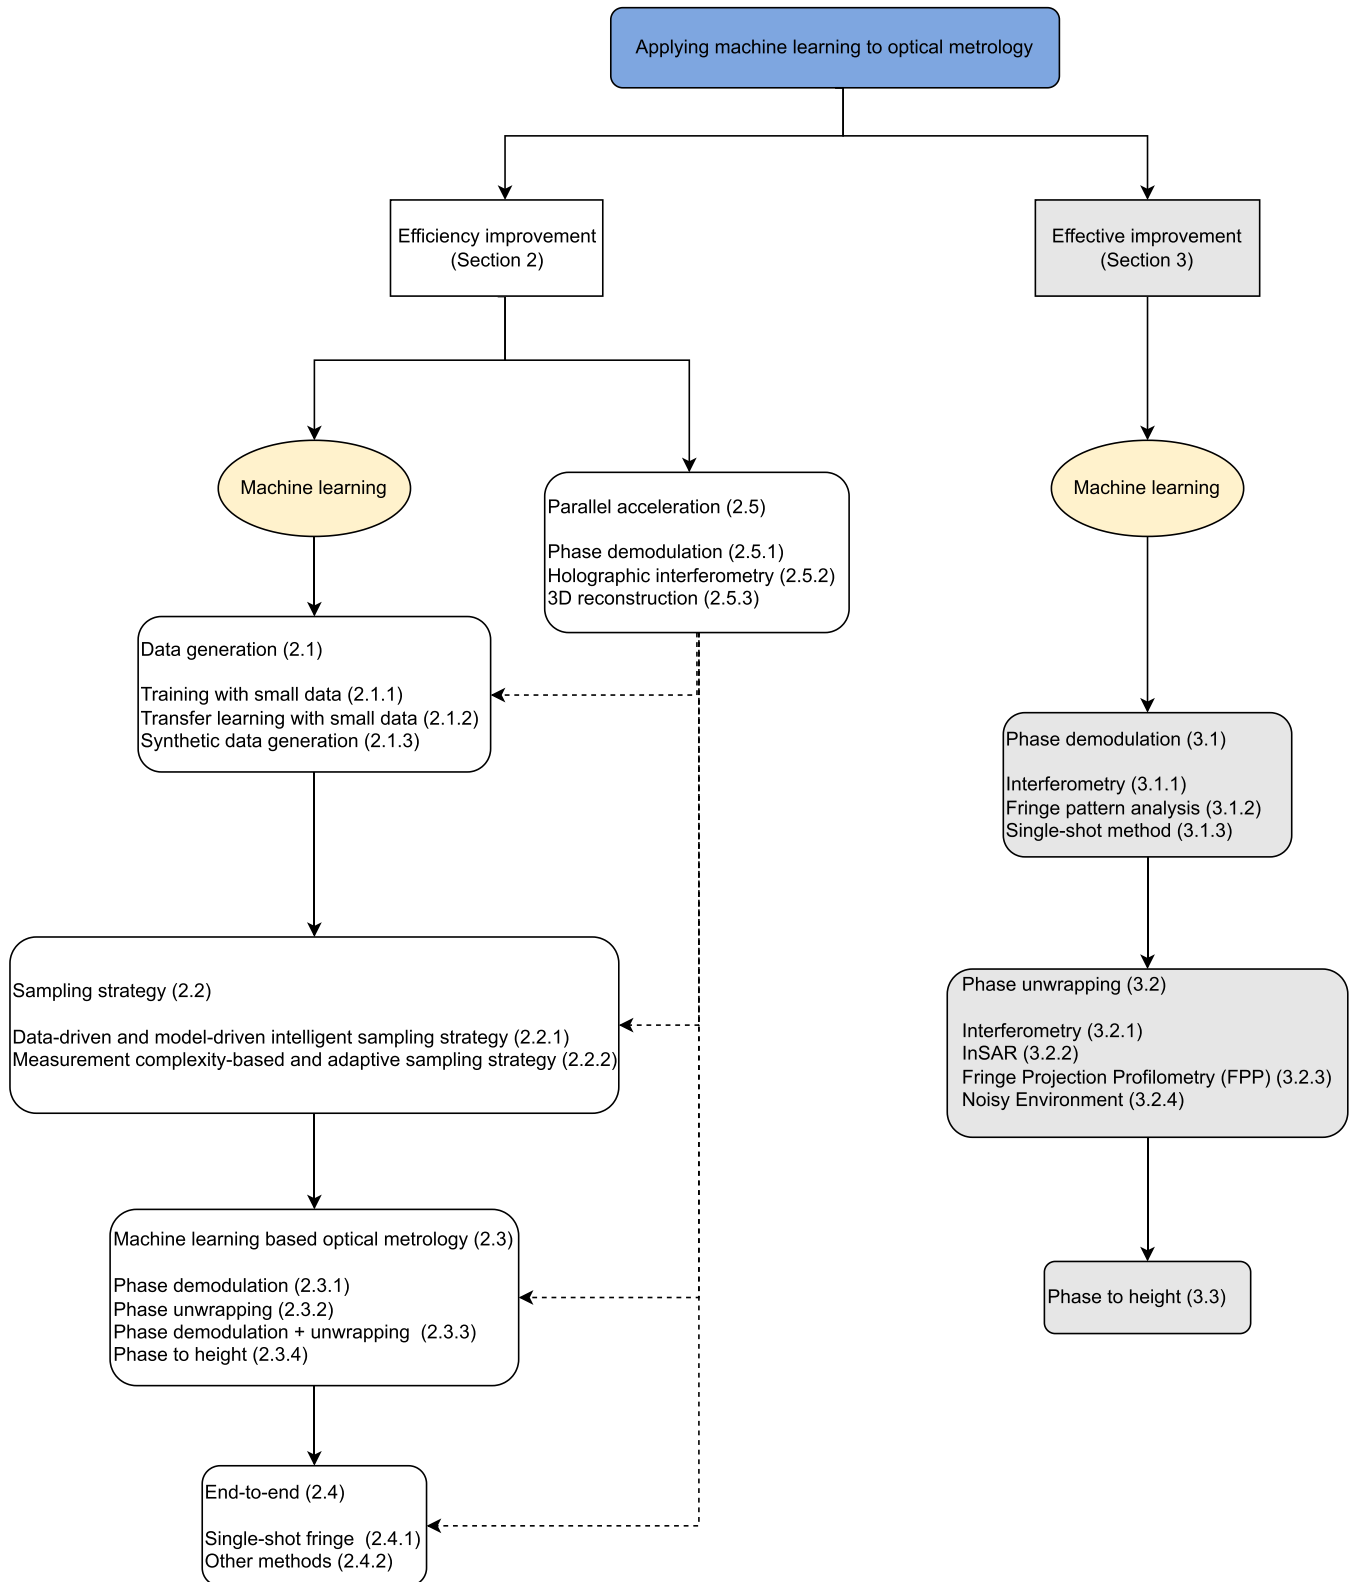 Applying machine learning to optical metrology
Efficiency improvement
(Section 2)
Effective improvement
(Section 3)
Machine learning
Parallel acceleration (2.5)
Phase demodulation (2.5.1)
Holographic interferometry (2.5.2)
3D reconstruction (2.5.3)
Machine learning
Data generation (2.1)
Training with small data (2.1.1)
Transfer learning with small data (2.1.2)
Synthetic data generation (2.1.3)
Phase demodulation (3.1)
Interferometry (3.1.1)
Fringe pattern analysis (3.1.2)
Single-shot method (3.1.3)
Sampling strategy (2.2)
Data-driven and model-driven intelligent sampling strategy (2.2.1)
Measurement complexity-based and adaptive sampling strategy (2.2.2)
Phase unwrapping (3.2)
Interferometry (3.2.1)
InSAR (3.2.2)
Fringe Projection Profilometry (FPP) (3.2.3)
Noisy Environment (3.2.4)
Machine learning based optical metrology (2.3)
Phase demodulation (2.3.1)
Phase unwrapping (2.3.2)
Phase demodulation + unwrapping (2.3.3)
Phase to height (2.3.4)
Phase to height (3.3)
End-to-end (2.4)
Single-shot fringe (2.4.1)
Other methods (2.4.2)